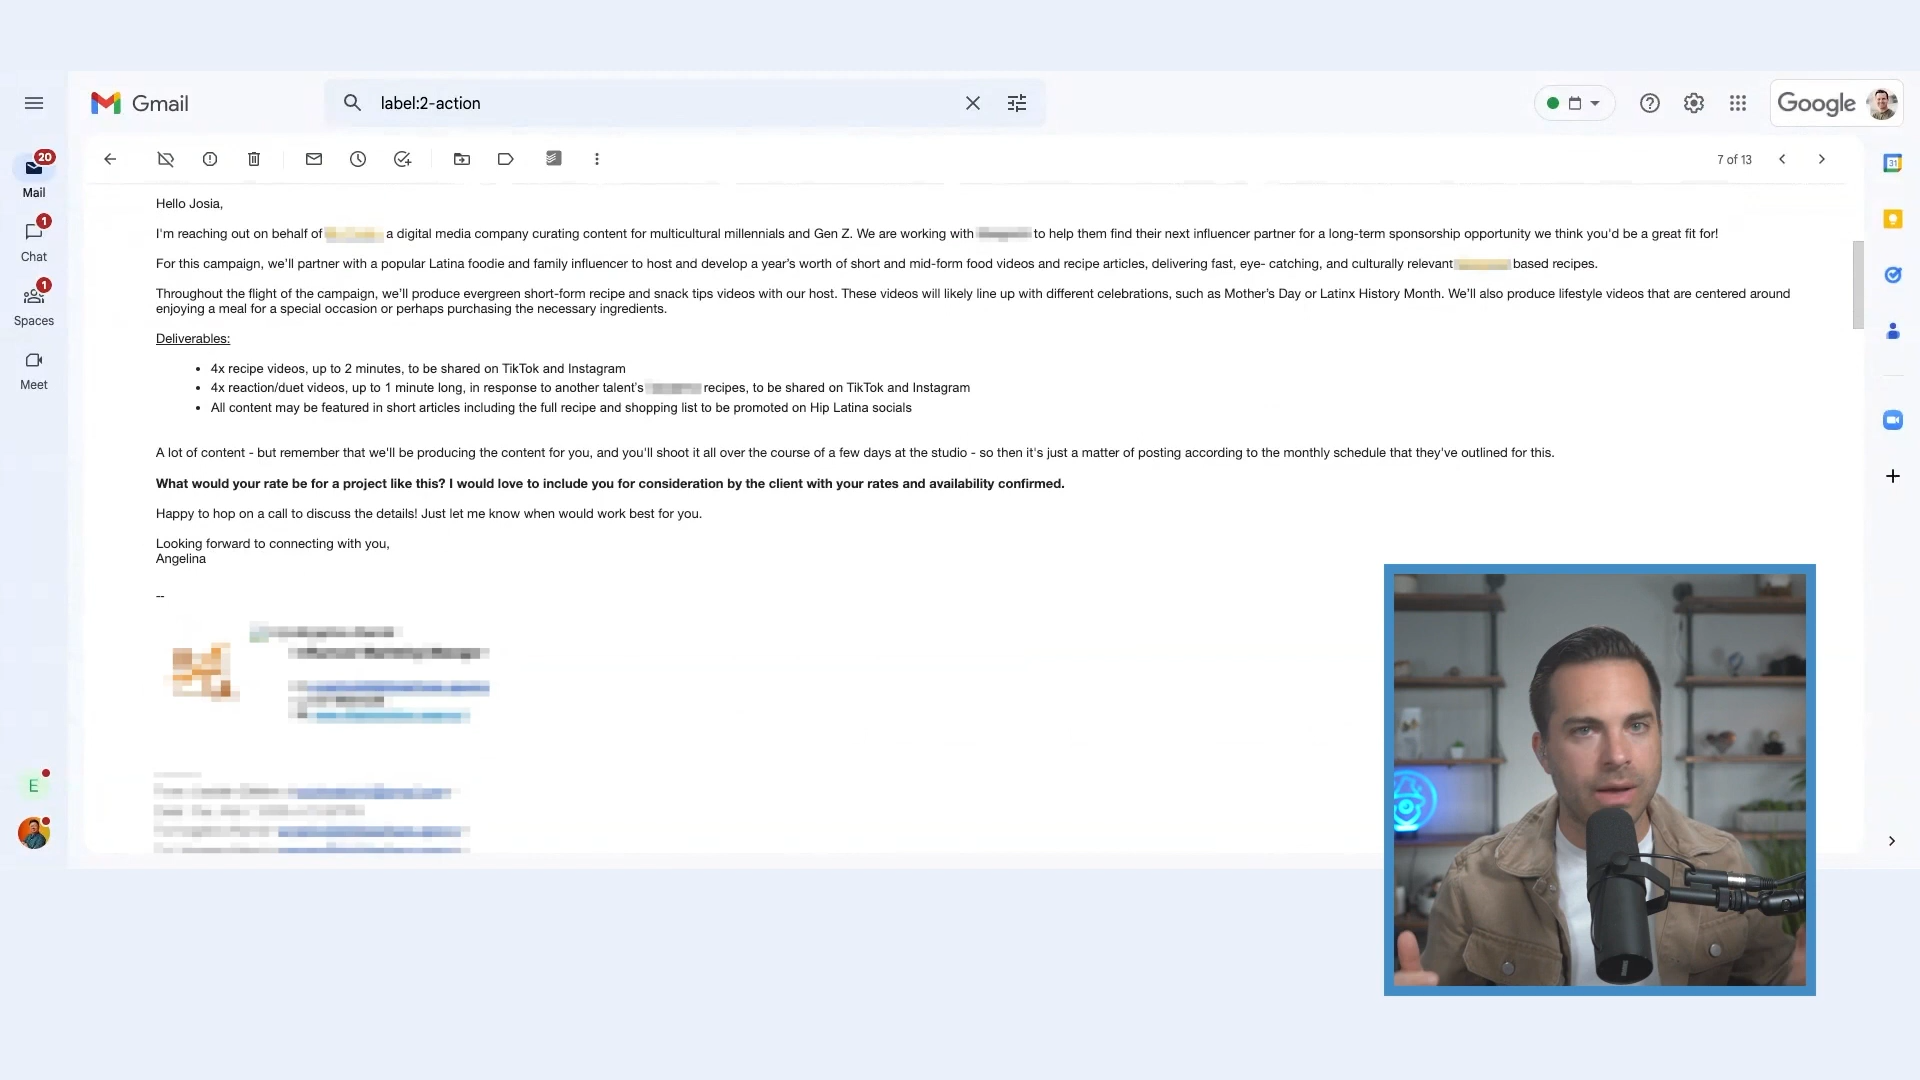 Gmail
label:2-action
Google
20
Mail
7 of 13
31
1
Chat
1
Spaces
Meet
Hello Josia,
I'm reaching out on behalf of a digital media company curating content for multicultural millennials and Gen Z. We are working with to help them find their next influencer partner for a long-term sponsorship opportunity we think you'd be a great fit for!
For this campaign, we'll partner with a popular Latina foodie and family influencer to host and develop a year's worth of short and mid-form food videos and recipe articles, delivering fast, eye- catching, and culturally relevant based recipes.
Throughout the flight of the campaign, we'll produce evergreen short-form recipe and snack tips videos with our host. These videos will likely line up with different celebrations, such as Mother's Day or Latinx History Month. We'll also produce lifestyle videos that are centered around
enjoying a meal for a special occasion or perhaps purchasing the necessary ingredients.
Deliverables:
• 4x recipe videos, up to 2 minutes, to be shared on TikTok and Instagram
• 4x reaction/duet videos, up to 1 minute long, in response to another talent's recipes, to be shared on TikTok and Instagram
• All content may be featured in short articles including the full recipe and shopping list to be promoted on Hip Latina socials
A lot of content - but remember that we'll be producing the content for you, and you'll shoot it all over the course of a few days at the studio - so then it's just a matter of posting according to the monthly schedule that they've outlined for this.
What would your rate be for a project like this? I would love to include you for consideration by the client with your rates and availability confirmed.
Happy to hop on a call to discuss the details! Just let me know when would work best for you.
Looking forward to connecting with you,
Angelina
--
E